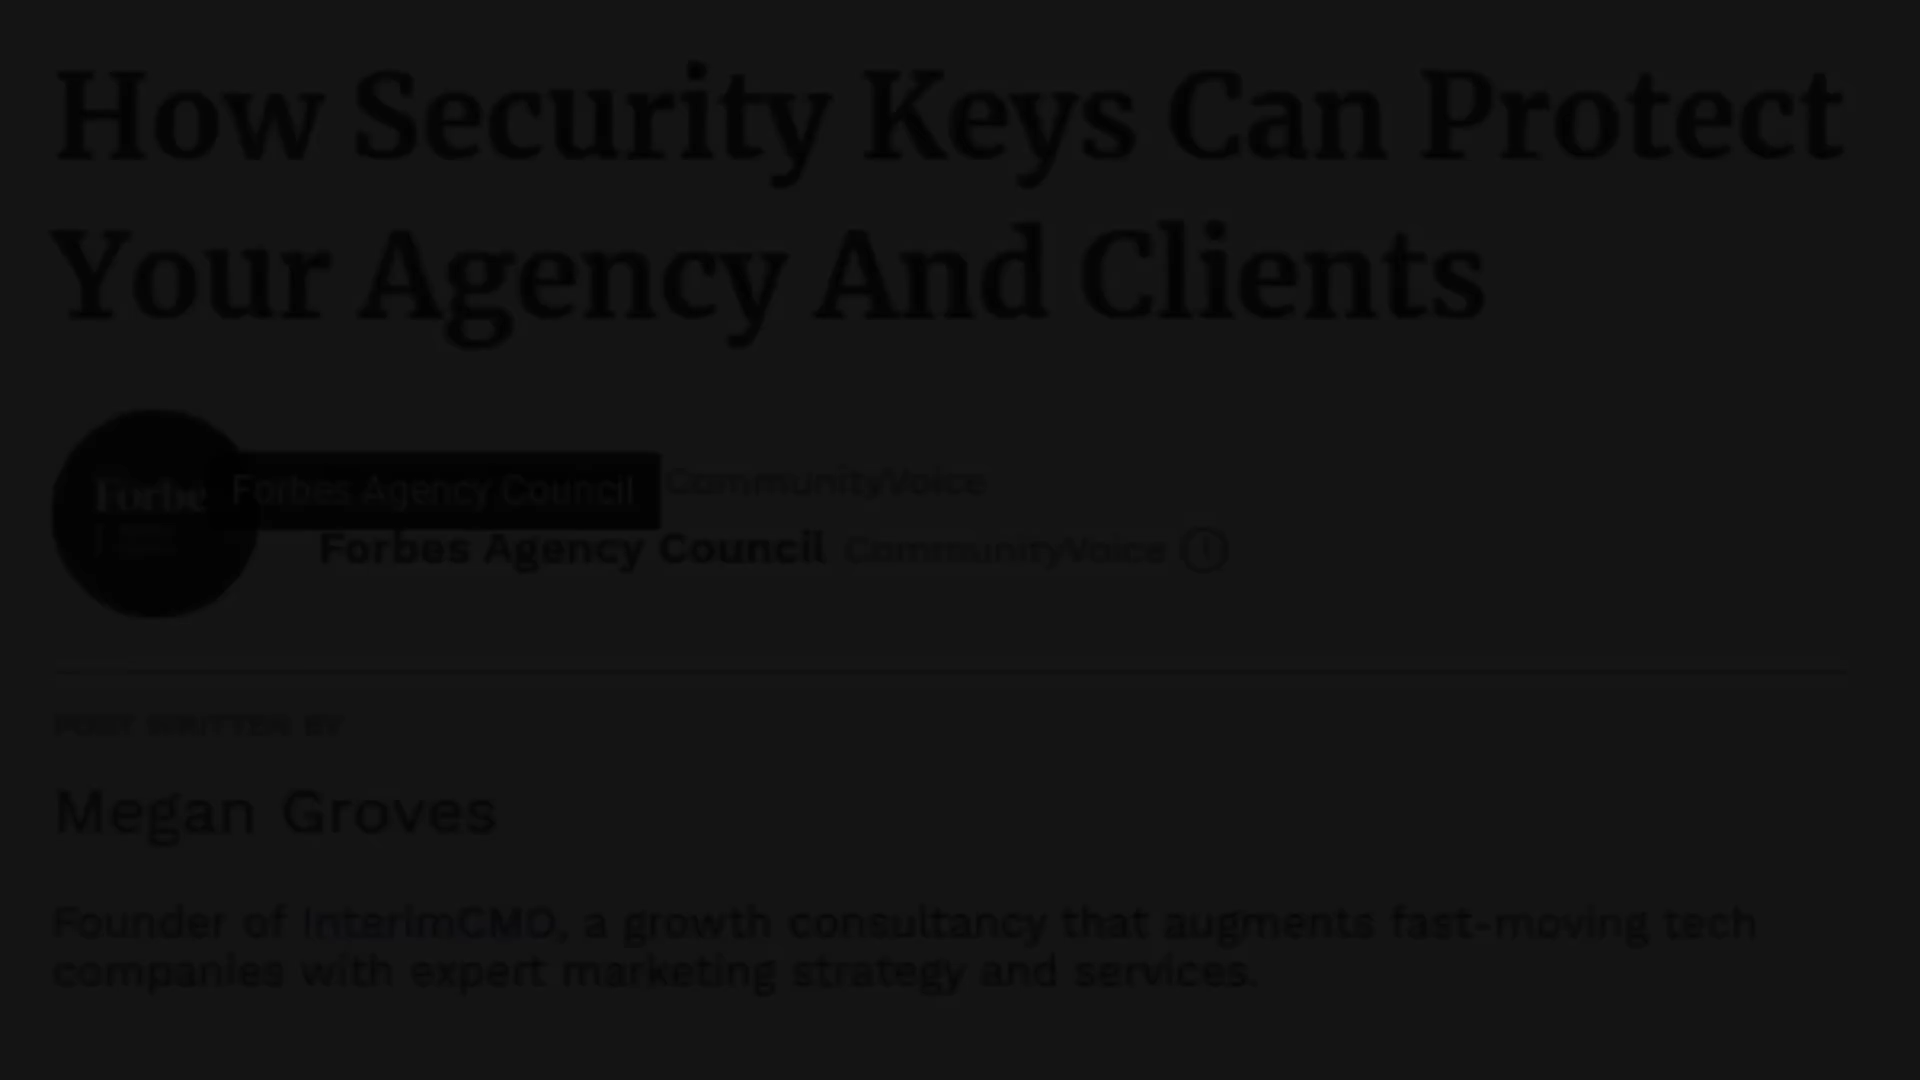 How Security Keys Can Protect
Your Agency And Clients
Forbes Agency Council CommunityVoice
Forbe
Forbes Agency Council CommunityVoice
POST WRITTEN BY
Megan Groves
Founder of InterimCMO, a growth consultancy that augments fast-moving tech
companies with expert marketing strategy and services.